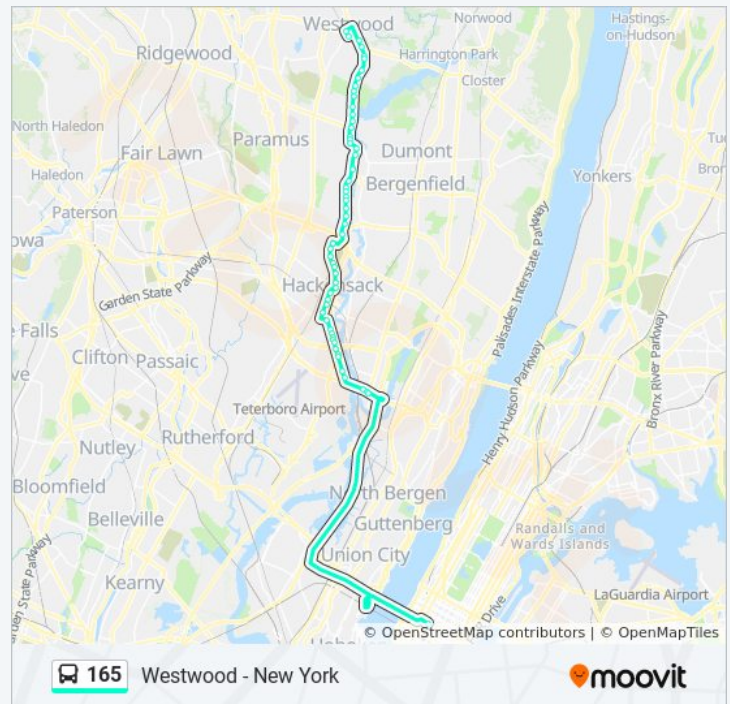 Westwood
Norwood
Hastings-
on-Hudson
Ridgewood
Harrington Park
Closter
North Haledon
Paramus
Dumont
Fair Lawn
Haledon
Bergenfield
Yonkers
Paterson
Hackensack
Garden State Parkway
Palisades Interstate Parkway
Clifton
Passaic
Henry Hudson Parkway
Bronx River Parkway
Teterboro Airport
Nutley
Rutherford
North Bergen
Bloomfield
Guttenberg
Belleville
Randalls and
Wards Islands
Union City
Kearny
LaGuardia Airport
Drive
© OpenStreetMap contributors | © OpenMapTiles
165 Westwood - New York
moovit